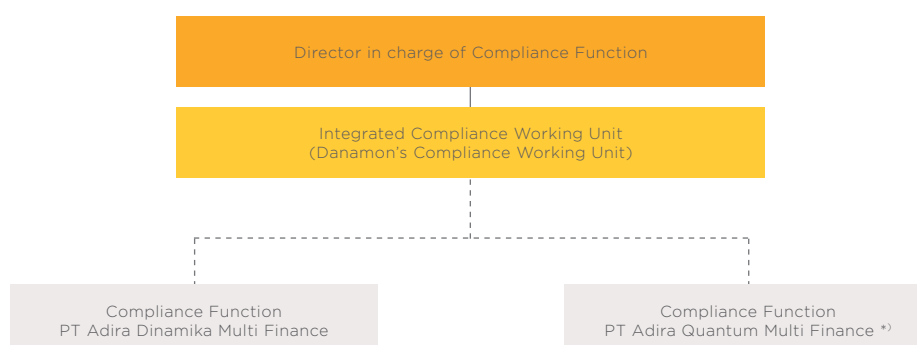 Director in charge of Compliance Function
Integrated Compliance Working Unit
(Danamon's Compliance Working Unit)
Compliance Function
PT Adira Dinamika Multi Finance
Compliance Function
PT Adira Quantum Multi Finance *)